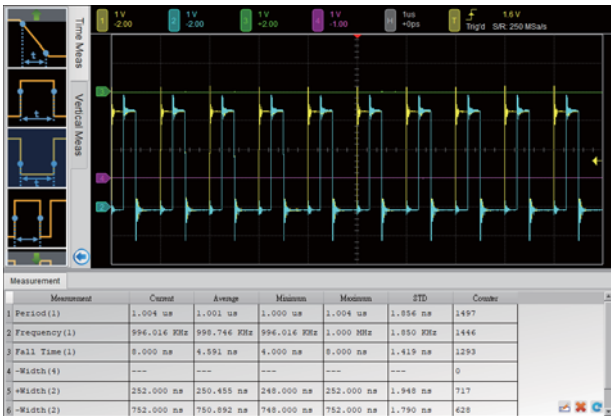 1 1 V -2.00 2 1 V -2.00 3 1 V +2.00 4 1 V -1.00 H 1us +0ps T Trig'd 1.6 V S/R: 250 MSa/s
Time Meas
Vertical Meas
t
t
t
t
Measurement
Measurement Current Average Minimum Maximum STD Counter
1 Period(1) 1.004 us 1.001 us 1.000 us 1.004 us 1.856 ns 1497
2 Frequency(1) 996.016 KHz 998.746 KHz 996.016 KHz 1.000 MHz 1.850 KHz 1446
3 Fall Time(1) 8.000 ns 4.591 ns 4.000 ns 8.000 ns 1.419 ns 1293
4 -Width(4) --- --- --- --- --- 0
5 +Width(2) 252.000 ns 250.455 ns 248.000 ns 252.000 ns 1.948 ns 717
6 -Width(2) 752.000 ns 750.892 ns 748.000 ns 752.000 ns 1.790 ns 628